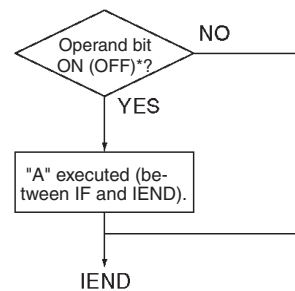 Operand bit
ON (OFF)*?
NO
YES
"A" executed (be-
tween IF and IEND).
IEND